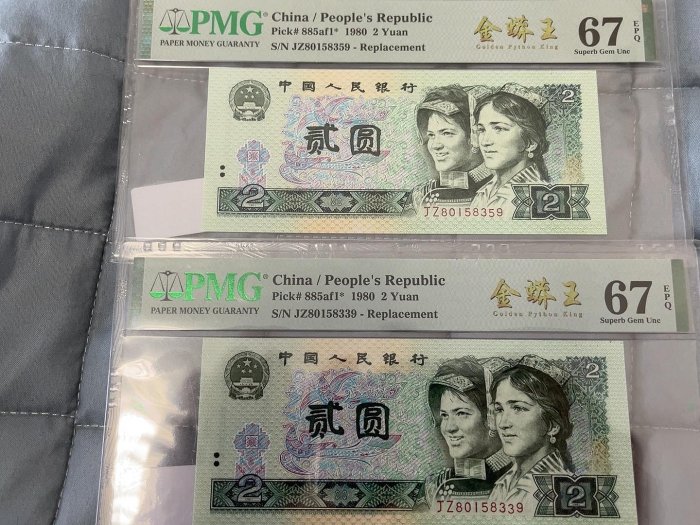 PMG
PAPER MONEY GUARANTY
China / People's Republic
Pick# 885af1* 1980 2 Yuan
S/N JZ80158359 - Replacement
金蟒王
Golden Python King
67 EPQ
Superb Gem Unc
中国人民银行
2
贰圆
2
2
JZ80158359
PMG
PAPER MONEY GUARANTY
China / People's Republic
Pick# 885af1* 1980 2 Yuan
S/N JZ80158339 - Replacement
金蟒王
Golden Python King
67 EPQ
Superb Gem Unc
中国人民银行
2
贰圆
2
2
JZ80158339